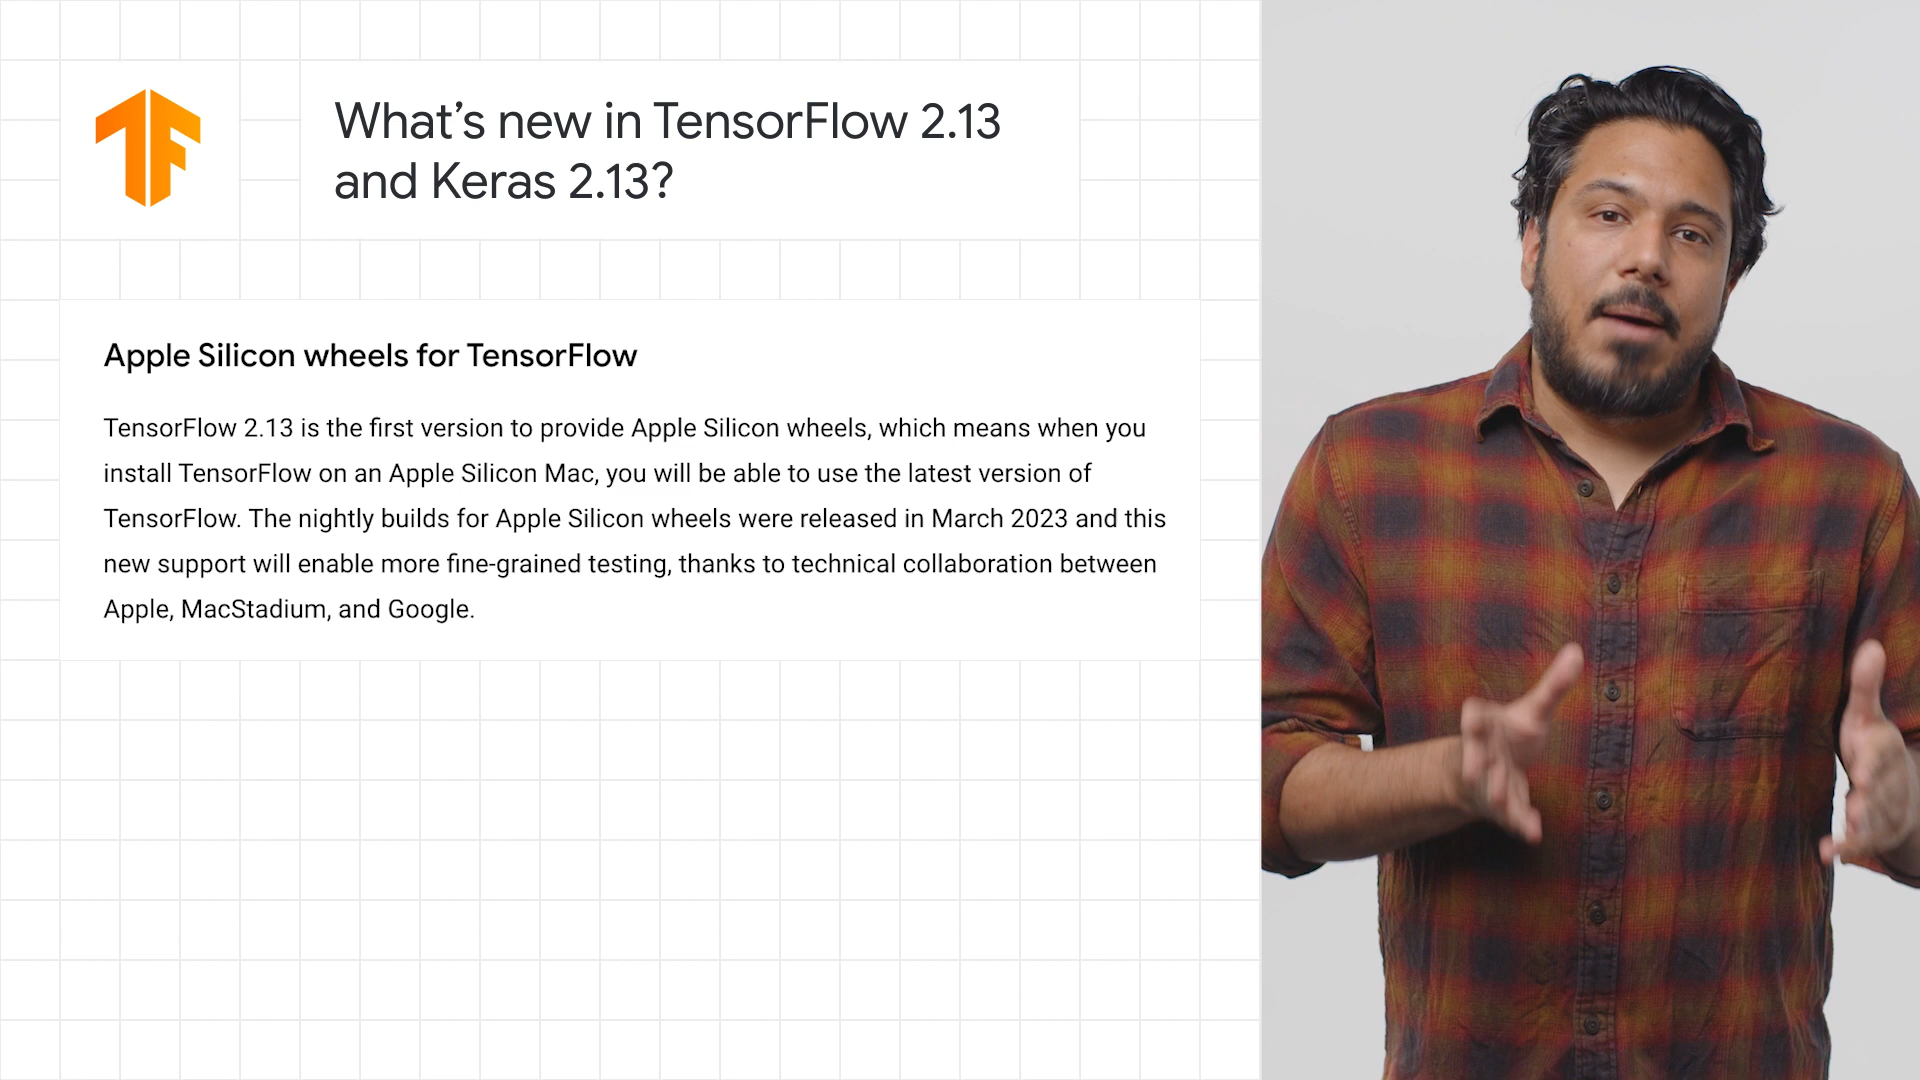 What’s new in TensorFlow 2.13
and Keras 2.13?
Apple Silicon wheels for TensorFlow
TensorFlow 2.13 is the first version to provide Apple Silicon wheels, which means when you
install TensorFlow on an Apple Silicon Mac, you will be able to use the latest version of
TensorFlow. The nightly builds for Apple Silicon wheels were released in March 2023 and this
new support will enable more fine-grained testing, thanks to technical collaboration between
Apple, MacStadium, and Google.